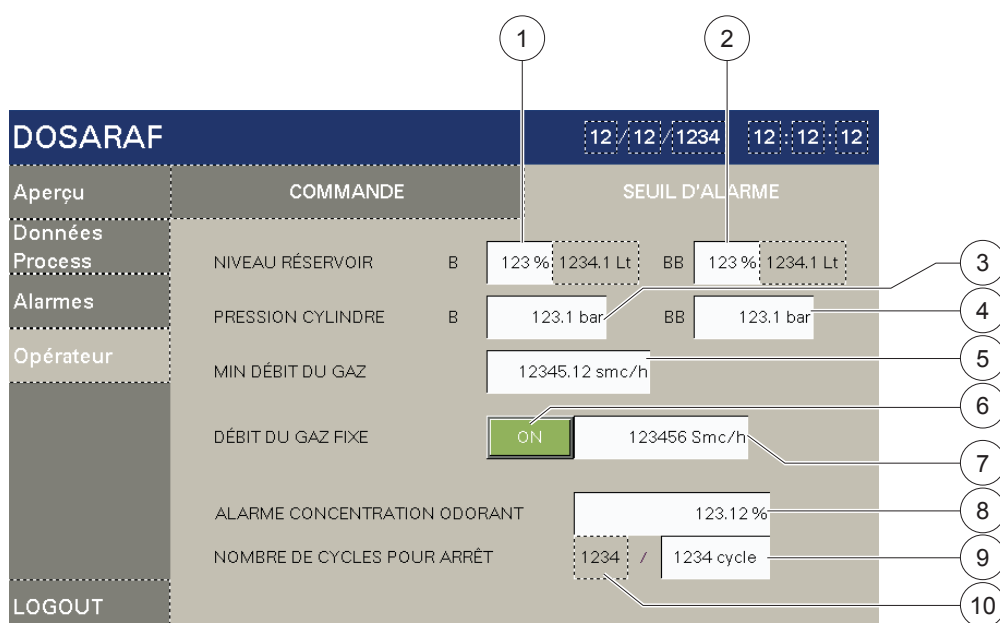 1 2
DOSARAF 12/12/1234 12:12:12
Aperçu COMMANDE SEUIL D'ALARME
Données
Process
Alarmes
Opérateur
LOGOUT
NIVEAU RÉSERVOIR B 123 % 1234.1 Lt BB 123 % 1234.1 Lt 3
PRESSION CYLINDRE B 123.1 bar BB 123.1 bar 4
MIN DÉBIT DU GAZ 12345.12 smc/h 5
6
DÉBIT DU GAZ FIXE ON 123456 Smc/h 7
ALARME CONCENTRATION ODORANT 123.12 % 8
NOMBRE DE CYCLES POUR ARRÊT 1234 / 1234 cycle 9
10